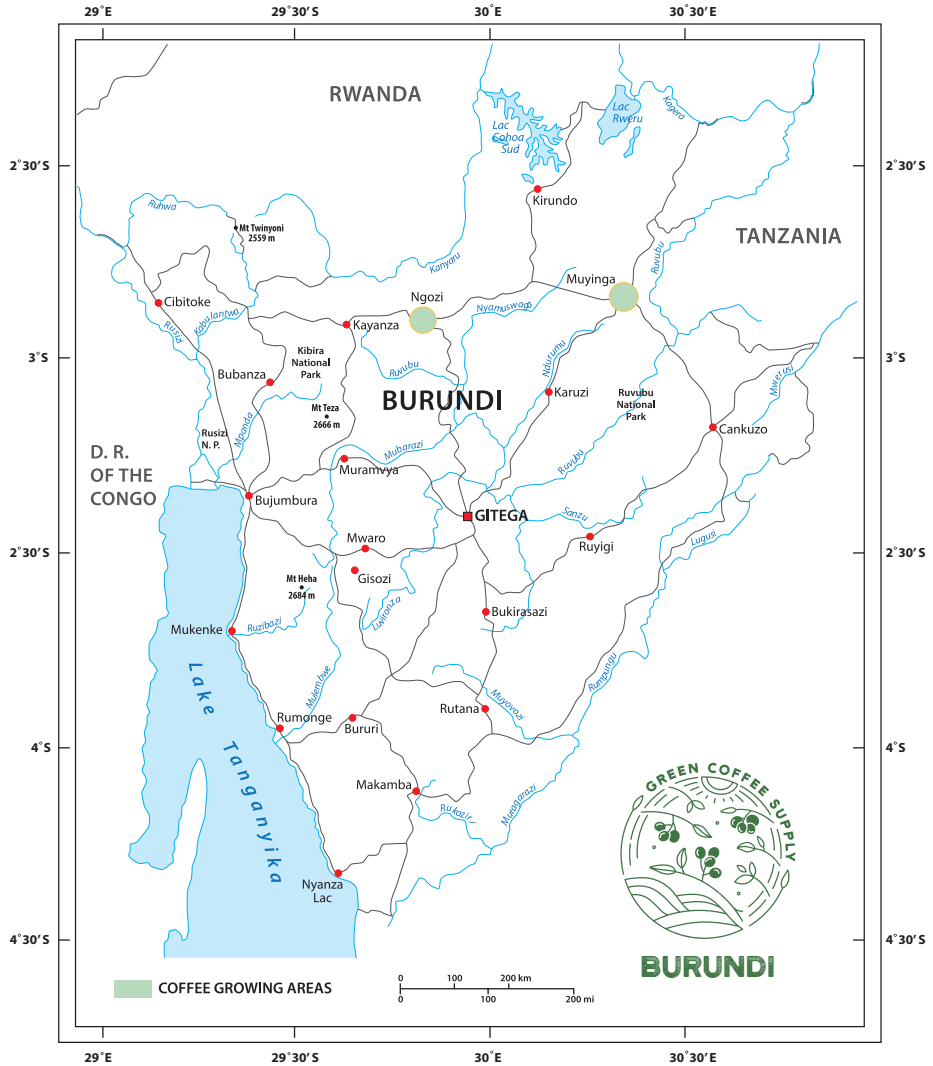 29°E
29°30'S
30°E
30°30'S
RWANDA
Lac
Cohoa
Sud
Lac
Rweru
Kagera
2°30'S
2°30'S
Kirundo
Ruhwa
Mt Twinyoni
2559 m
TANZANIA
Kanyaru
Ruvubu
Muyinga
Ngozi
Cibitoke
Kabulantwa
Nyamuswaga
Kayanza
Rusizi
3°S
3°S
Kibira
National
Park
Ruvubu
Ndurumu
Mwerusi
Bubanza
BURUNDI
Karuzi
Ruvubu
National
Park
Mt Teza
2666 m
Cankuzo
Rusizi
N. P.
Mpanda
Mubarazi
D. R.
OF THE
CONGO
Muramvya
Ruvubu
Bujumbura
GITEGA
Sanzu
Mwaro
Ruyigi
Lugusi
2°30'S
2°30'S
Gisozi
Mt Heha
2684 m
Luvironza
Bukirasazi
Mukenke
Ruzibazi
Rumpungu
Lake
Tanganyika
Mulembwe
Muyovozi
Rutana
Rumonge
Bururi
4°S
4°S
Makamba
Rukoziri
Muragarazi
GREEN COFFEE SUPPLY
Nyanza
Lac
4°30'S
4°30'S
BURUNDI
COFFEE GROWING AREAS
0 100 200 km
0 100 200 mi
29°E
29°30'S
30°E
30°30'S